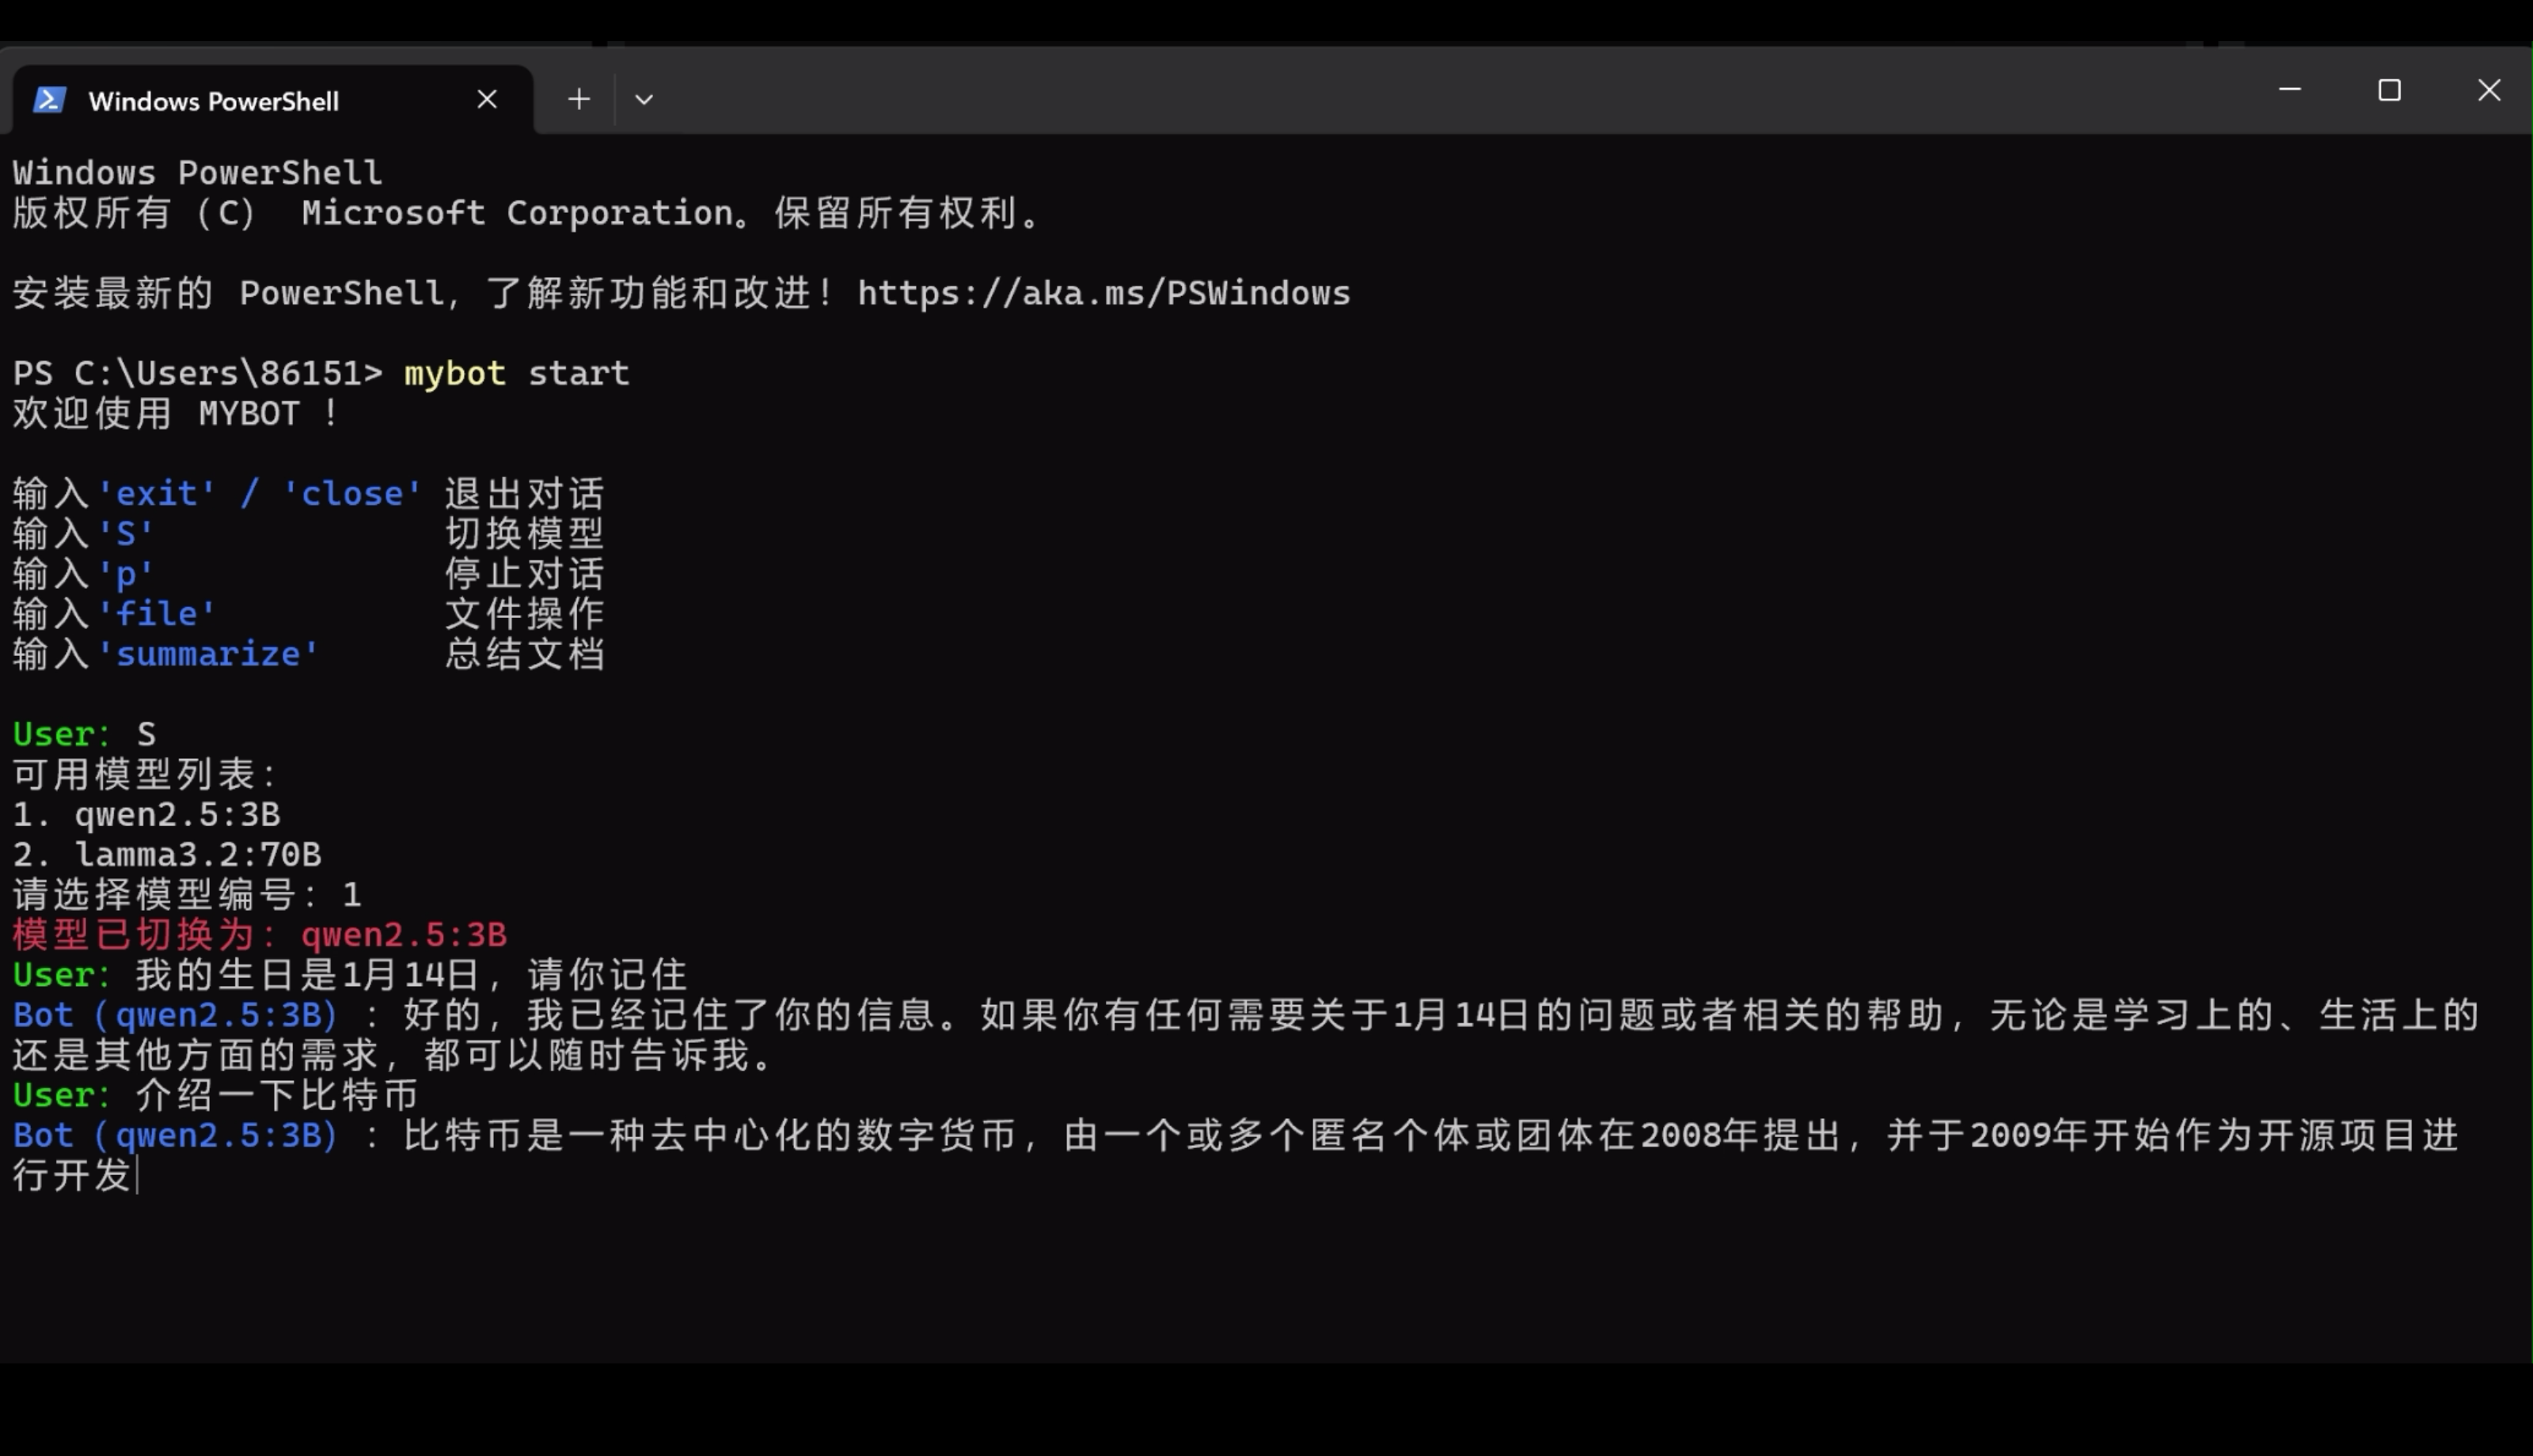 Windows PowerShell
Windows PowerShell
版权所有（C） Microsoft Corporation。保留所有权利。
安装最新的 PowerShell，了解新功能和改进！https://aka.ms/PSWindows
PS C:\Users\86151> mybot start
欢迎使用 MYBOT ！
输入'exit' / 'close' 退出对话
输入'S' 切换模型
输入'p' 停止对话
输入'file' 文件操作
输入'summarize' 总结文档
User： S
可用模型列表：
1. qwen2.5:3B
2. lamma3.2:70B
请选择模型编号：1
模型已切换为：qwen2.5:3B
User：我的生日是1月14日，请你记住
Bot（qwen2.5:3B）：好的，我已经记住了你的信息。如果你有任何需要关于1月14日的问题或者相关的帮助，无论是学习上的、生活上的
还是其他方面的需求，都可以随时告诉我。
User：介绍一下比特币
Bot（qwen2.5:3B）：比特币是一种去中心化的数字货币，由一个或多个匿名个体或团体在2008年提出，并于2009年开始作为开源项目进
行开发